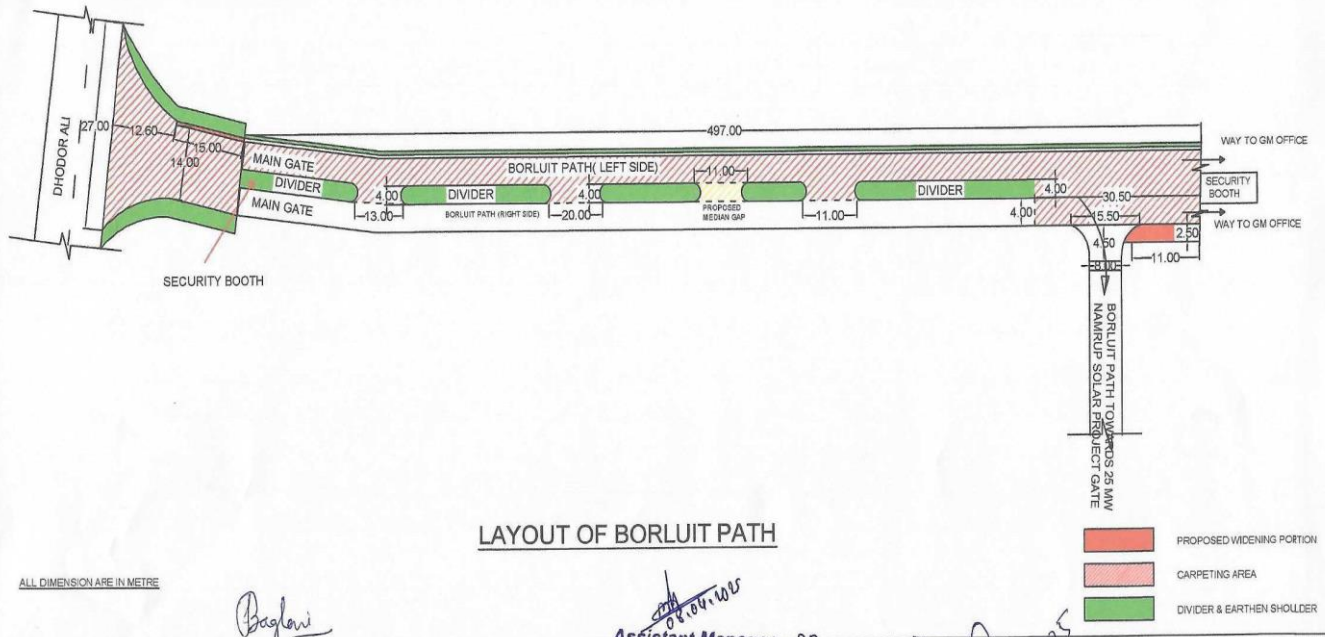 DHODOR ALI
27.00
12.60
15.00
14.00
MAIN GATE
DIVIDER
MAIN GATE
SECURITY BOOTH
497.00
BORLUIT PATH( LEFT SIDE)
11.00
4.00
DIVIDER
4.00
PROPOSED
MEDIAN GAP
DIVIDER
4.00
13.00
BORLUIT PATH (RIGHT SIDE)
20.00
11.00
4.00
30.50
15.50
4.50
8.00
2.50
11.00
WAY TO GM OFFICE
SECURITY
BOOTH
WAY TO GM OFFICE
BORLUIT PATH TOWARDS 25 MW
NAMRUP SOLAR PROJECT GATE
LAYOUT OF BORLUIT PATH
ALL DIMENSION ARE IN METRE
PROPOSED WIDENING PORTION
CARPETING AREA
DIVIDER & EARTHEN SHOLLDER
08.04.2025
Assistant Manager